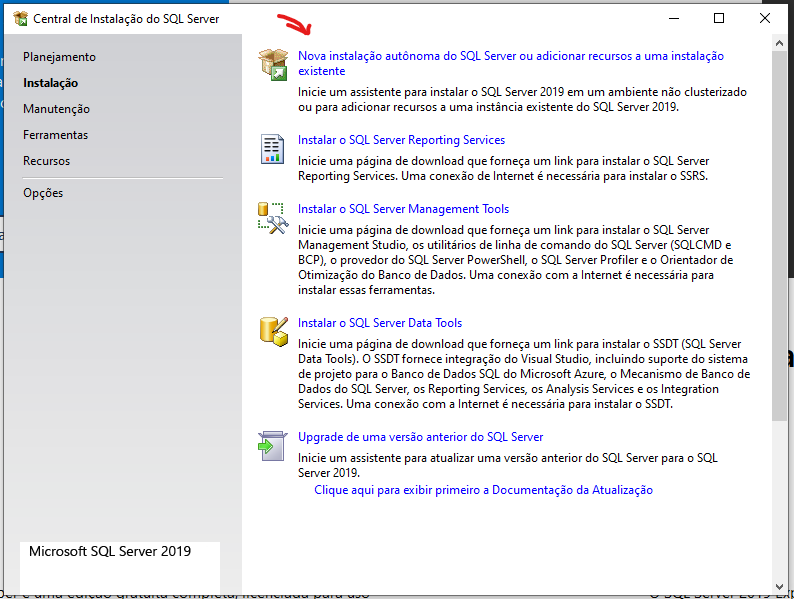 Central de Instalação do SQL Server
Planejamento
Instalação
Manutenção
Ferramentas
Recursos
Opções
Microsoft SQL Server 2019
Nova instalação autônoma do SQL Server ou adicionar recursos a uma instalação
existente
Inicie um assistente para instalar o SQL Server 2019 em um ambiente não clusterizado
ou para adicionar recursos a uma instância existente do SQL Server 2019.
Instalar o SQL Server Reporting Services
Inicie uma página de download que forneça um link para instalar o SQL Server
Reporting Services. Uma conexão de Internet é necessária para instalar o SSRS.
Instalar o SQL Server Management Tools
Inicie uma página de download que forneça um link para instalar o SQL Server
Management Studio, os utilitários de linha de comando do SQL Server (SQLCMD e
BCP), o provedor do SQL Server PowerShell, o SQL Server Profiler e o Orientador de
Otimização do Banco de Dados. Uma conexão com a Internet é necessária para
instalar essas ferramentas.
Instalar o SQL Server Data Tools
Inicie uma página de download que forneça um link para instalar o SSDT (SQL Server
Data Tools). O SSDT fornece integração do Visual Studio, incluindo suporte do sistema
de projeto para o Banco de Dados SQL do Microsoft Azure, o Mecanismo de Banco de
Dados do SQL Server, os Reporting Services, os Analysis Services e os Integration
Services. Uma conexão com a Internet é necessária para instalar o SSDT.
Upgrade de uma versão anterior do SQL Server
Inicie um assistente para atualizar uma versão anterior do SQL Server para o SQL
Server 2019.
Clique aqui para exibir primeiro a Documentação da Atualização